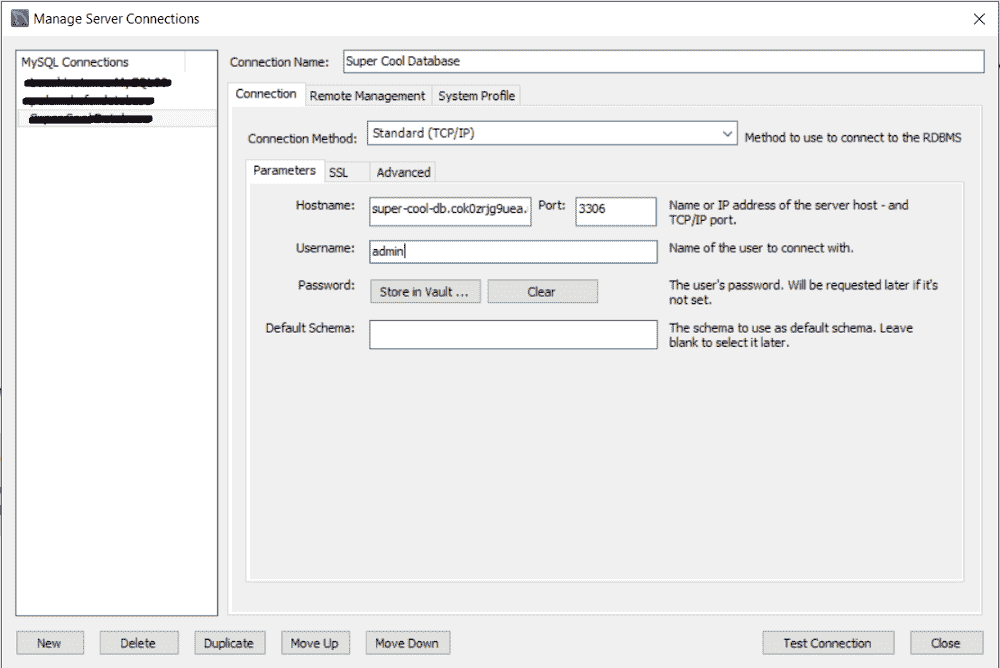 Manage Server Connections
MySQL Connections
Connection Name: Super Cool Database
Connection Remote Management System Profile
Connection Method: Standard (TCP/IP) Method to use to connect to the RDBMS
Parameters SSL Advanced
Hostname: super-cool-db.cok0zrjg9uea. Port: 3306 Name or IP address of the server host - and
TCP/IP port.
Username: admin Name of the user to connect with.
Password: Store in Vault ... Clear The user's password. Will be requested later if it's
not set.
Default Schema: The schema to use as default schema. Leave
blank to select it later.
New Delete Duplicate Move Up Move Down Test Connection Close